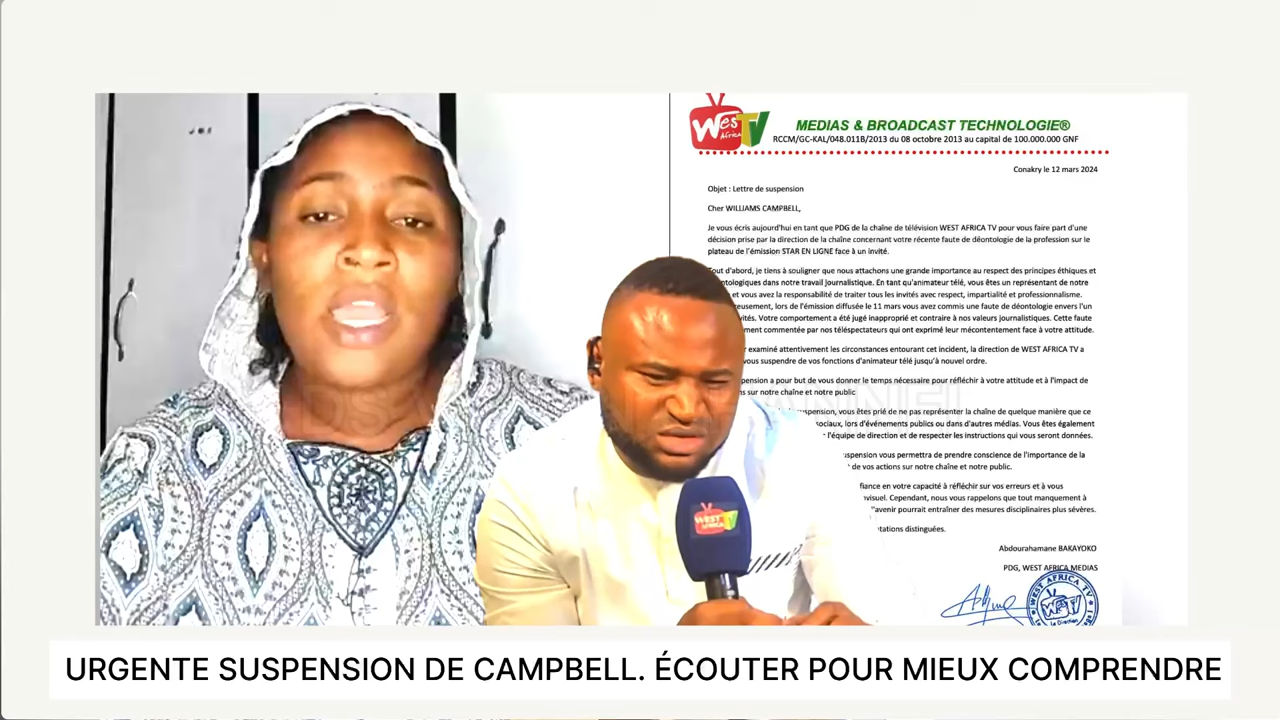 West Africa TV
MEDIAS & BROADCAST TECHNOLOGIE®
RCCM/GC-KAL/048.011B/2013 du 08 octobre 2013 au capital de 100.000.000 GNF
Conakry le 12 mars 2024
Objet : Lettre de suspension
Cher WILLIAMS CAMPBELL,
Je vous écris aujourd'hui en tant que PDG de la chaîne de télévision WEST AFRICA TV pour vous faire part d'une
décision prise par la direction de la chaîne concernant votre récente faute de déontologie de la profession sur le
plateau de l'émission STAR EN LIGNE face à un invité.
Tout d'abord, je tiens à souligner que nous attachons une grande importance au respect des principes éthiques et
dans notre travail journalistique. En tant qu'animateur télé, vous êtes un représentant de notre
et vous avez la responsabilité de traiter tous les invités avec respect, impartialité et professionnalisme.
lors de l'émission diffusée le 11 mars vous avez commis une faute de déontologie envers l'un
Votre comportement a été jugé inapproprié et contraire à nos valeurs journalistiques. Cette faute
commentée par nos téléspectateurs qui ont exprimé leur mécontentement face à votre attitude.
examiné attentivement les circonstances entourant cet incident, la direction de WEST AFRICA TV a
vous suspendre de vos fonctions d'animateur télé jusqu'à nouvel ordre.
a pour but de vous donner le temps nécessaire pour réfléchir à votre attitude et à l'impact de
sur notre chaîne et notre public
suspension, vous êtes prié de ne pas représenter la chaîne de quelque manière que ce
sociaux, lors d'événements publics ou dans d'autres médias. Vous êtes également
l'équipe de direction et de respecter les instructions qui vous seront données.
suspension vous permettra de prendre conscience de l'importance de la
de vos actions sur notre chaîne et notre public.
en votre capacité à réfléchir sur vos erreurs et à vous
Cependant, nous vous rappelons que tout manquement à
l'avenir pourrait entraîner des mesures disciplinaires plus sévères.
distinguées.
Abdourahamane BAKAYOKO
PDG, WEST AFRICA MEDIAS
WEST AFRICA TV
La Direction
WEST AFRICA TV
URGENTE SUSPENSION DE CAMPBELL. ÉCOUTER POUR MIEUX COMPRENDRE